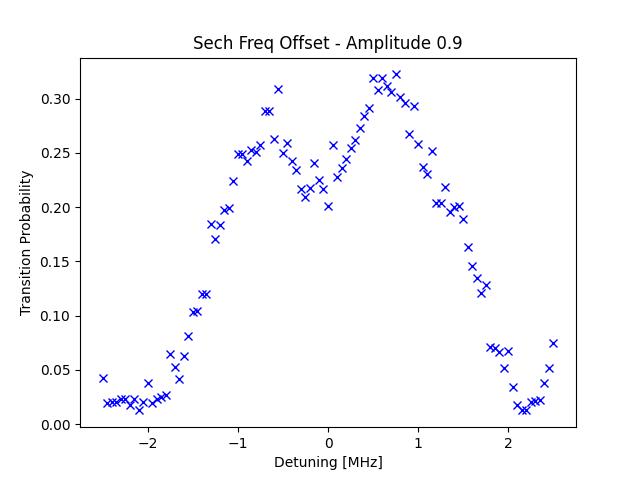 Sech Freq Offset - Amplitude 0.9
Transition Probability
0.30
0.25
0.20
0.15
0.10
0.05
0.00
−2 −1 0 1 2
Detuning [MHz]